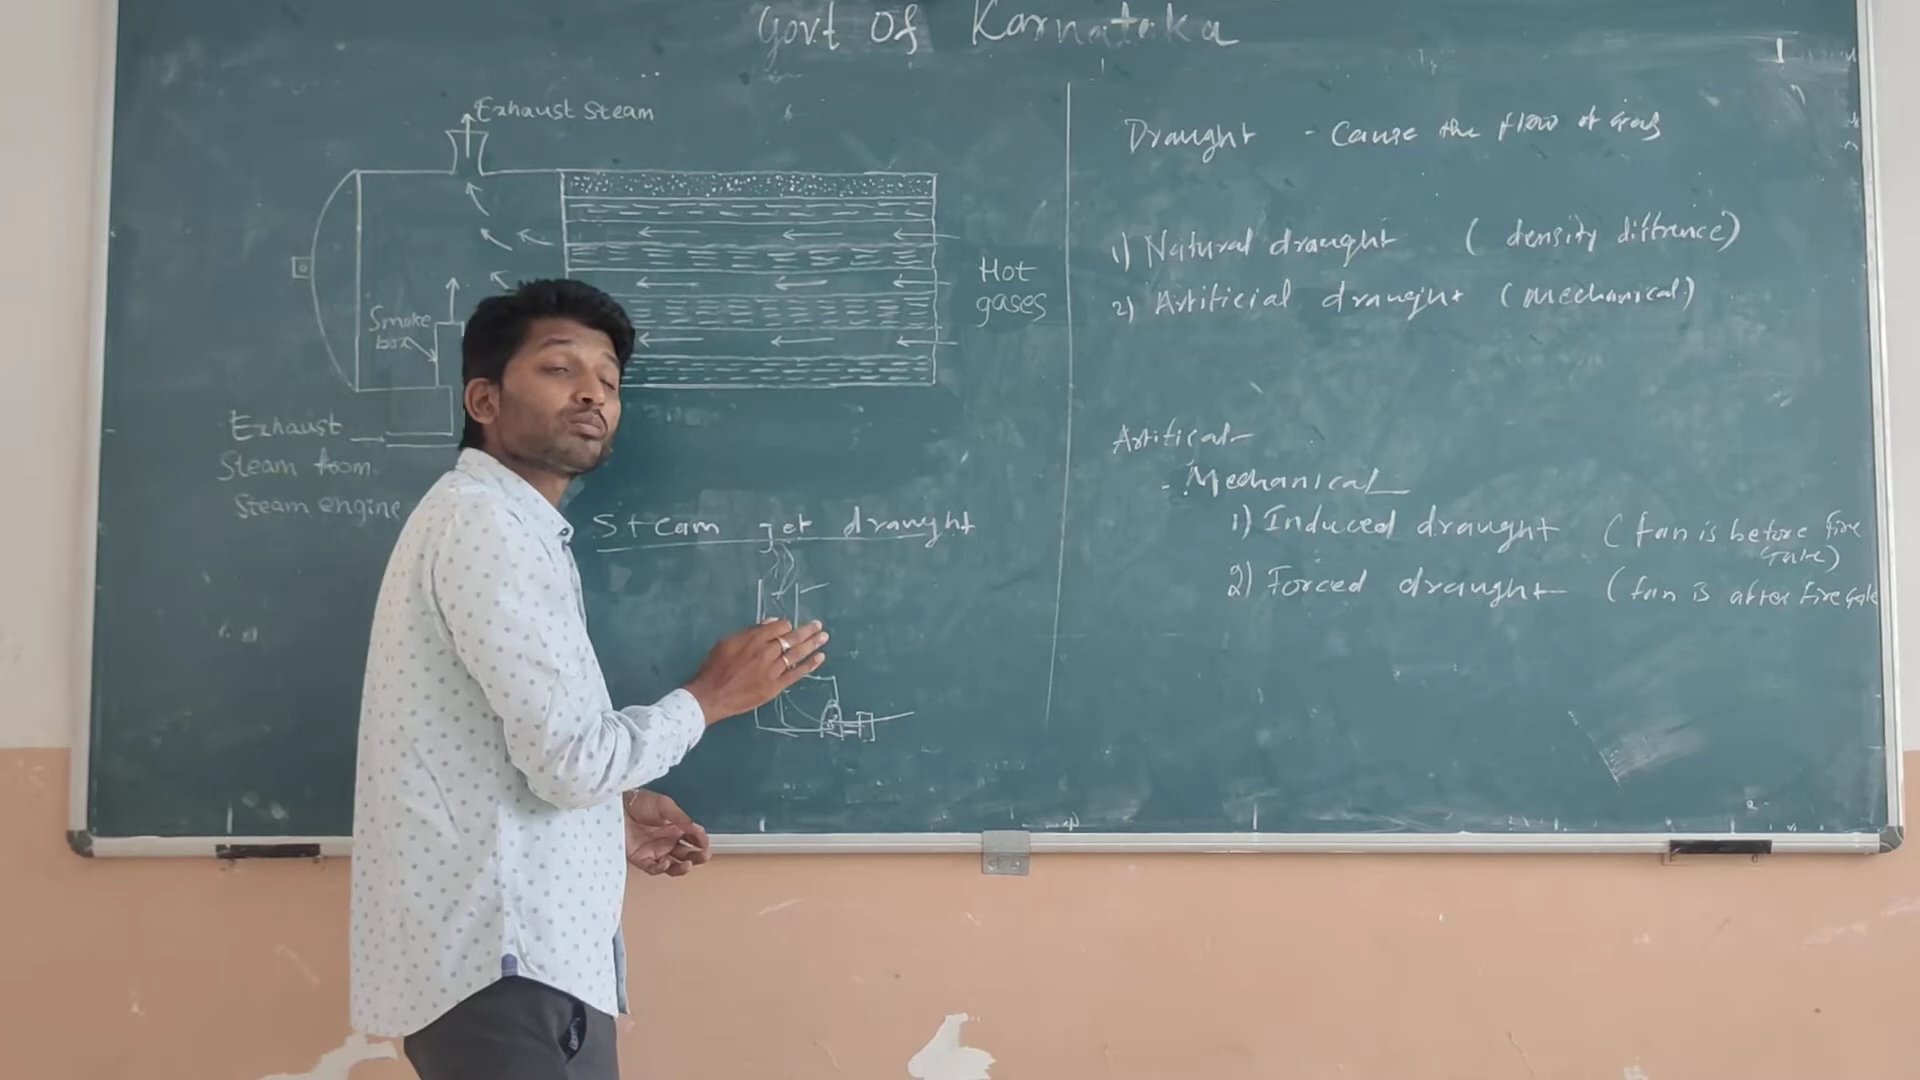 Govt Of Karnataka
Exhaust Steam
Hot
gases
Smoke
box
Exhaust
Steam from
Steam engine
Steam jet draught
Draught - Cause the flow of gas
1) Natural draught ( density diffrence)
2) Artificial draught (Mechanical)
Artifical
- Mechanical
1) Induced draught (fan is before fire
2) Forced draught (fan is after fire